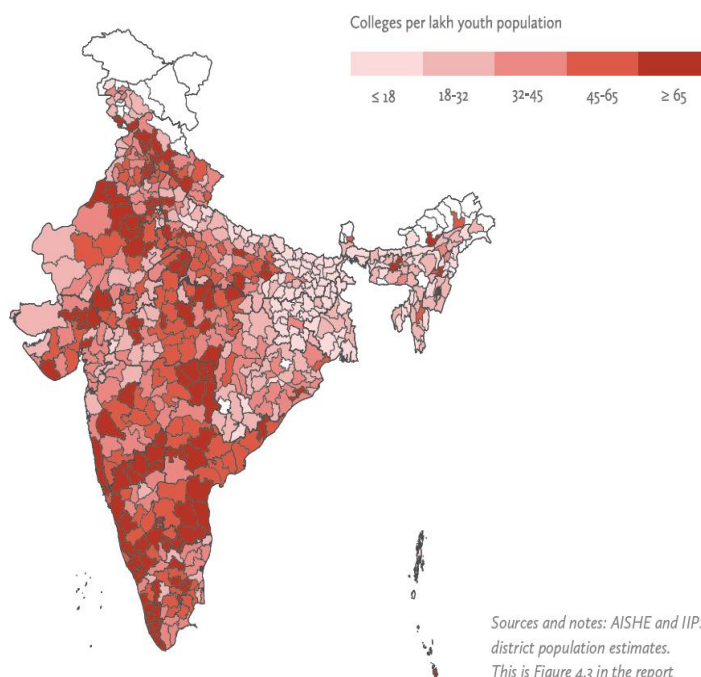 Colleges per lakh youth population
≤ 18 18-32 32-45 45-65 ≥ 65
Sources and notes: AISHE and IIPS
district population estimates.
This is Figure 4.3 in the report